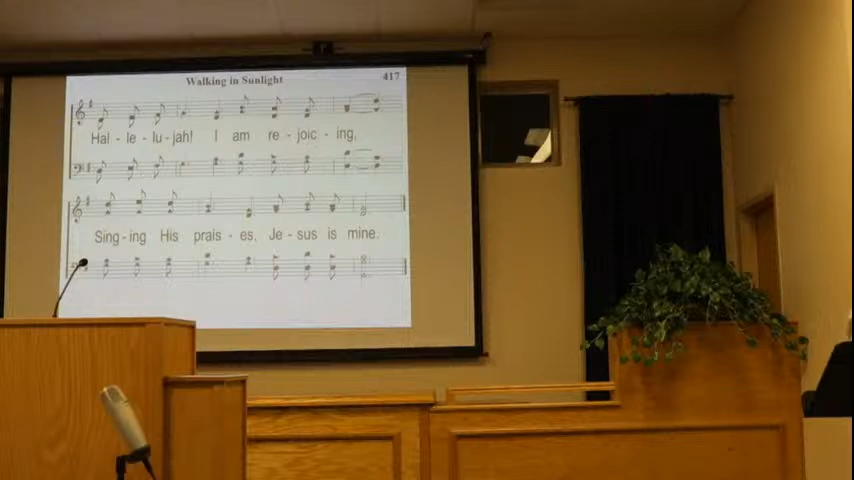 Walking in Sunlight 417
Hal - le - lu - jah! I am re - joic - ing,
Sing - ing His prais - es, Je - sus is mine.